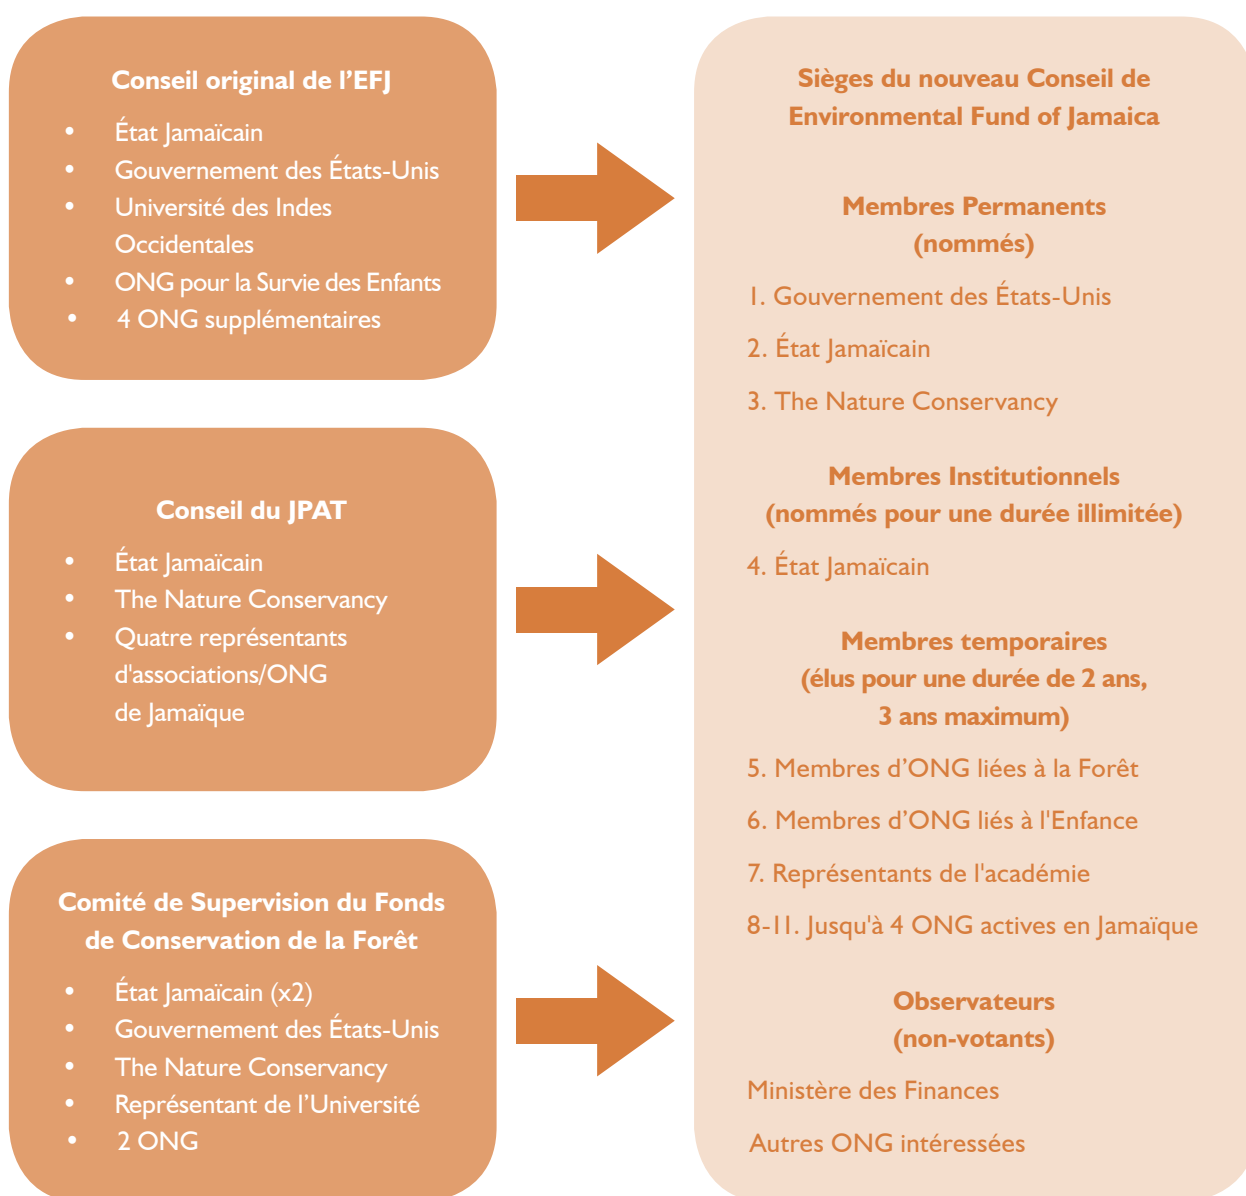 Conseil original de l’EFJ
• État Jamaïcain
• Gouvernement des États-Unis
• Université des Indes
Occidentales
• ONG pour la Survie des Enfants
• 4 ONG supplémentaires
Conseil du JPAT
• État Jamaïcain
• The Nature Conservancy
• Quatre représentants
d'associations/ONG
de Jamaïque
Comité de Supervision du Fonds
de Conservation de la Forêt
• État Jamaïcain (x2)
• Gouvernement des États-Unis
• The Nature Conservancy
• Représentant de l’Université
• 2 ONG
Sièges du nouveau Conseil de
Environmental Fund of Jamaica
Membres Permanents
(nommés)
1. Gouvernement des États-Unis
2. État Jamaïcain
3. The Nature Conservancy
Membres Institutionnels
(nommés pour une durée illimitée)
4. État Jamaïcain
Membres temporaires
(élus pour une durée de 2 ans,
3 ans maximum)
5. Membres d’ONG liées à la Forêt
6. Membres d’ONG liés à l'Enfance
7. Représentants de l'académie
8-11. Jusqu'à 4 ONG actives en Jamaïque
Observateurs
(non-votants)
Ministère des Finances
Autres ONG intéressées